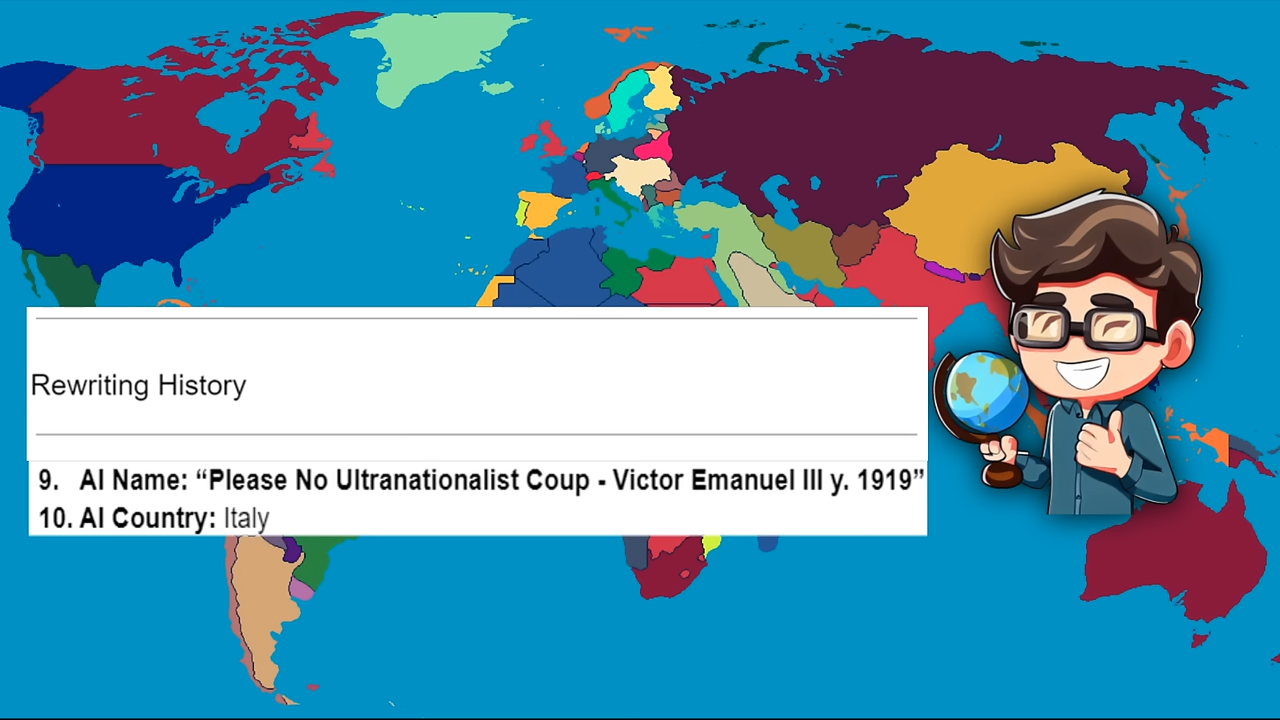 Rewriting History
9. AI Name: “Please No Ultranationalist Coup - Victor Emanuel III y. 1919”
10. AI Country: Italy